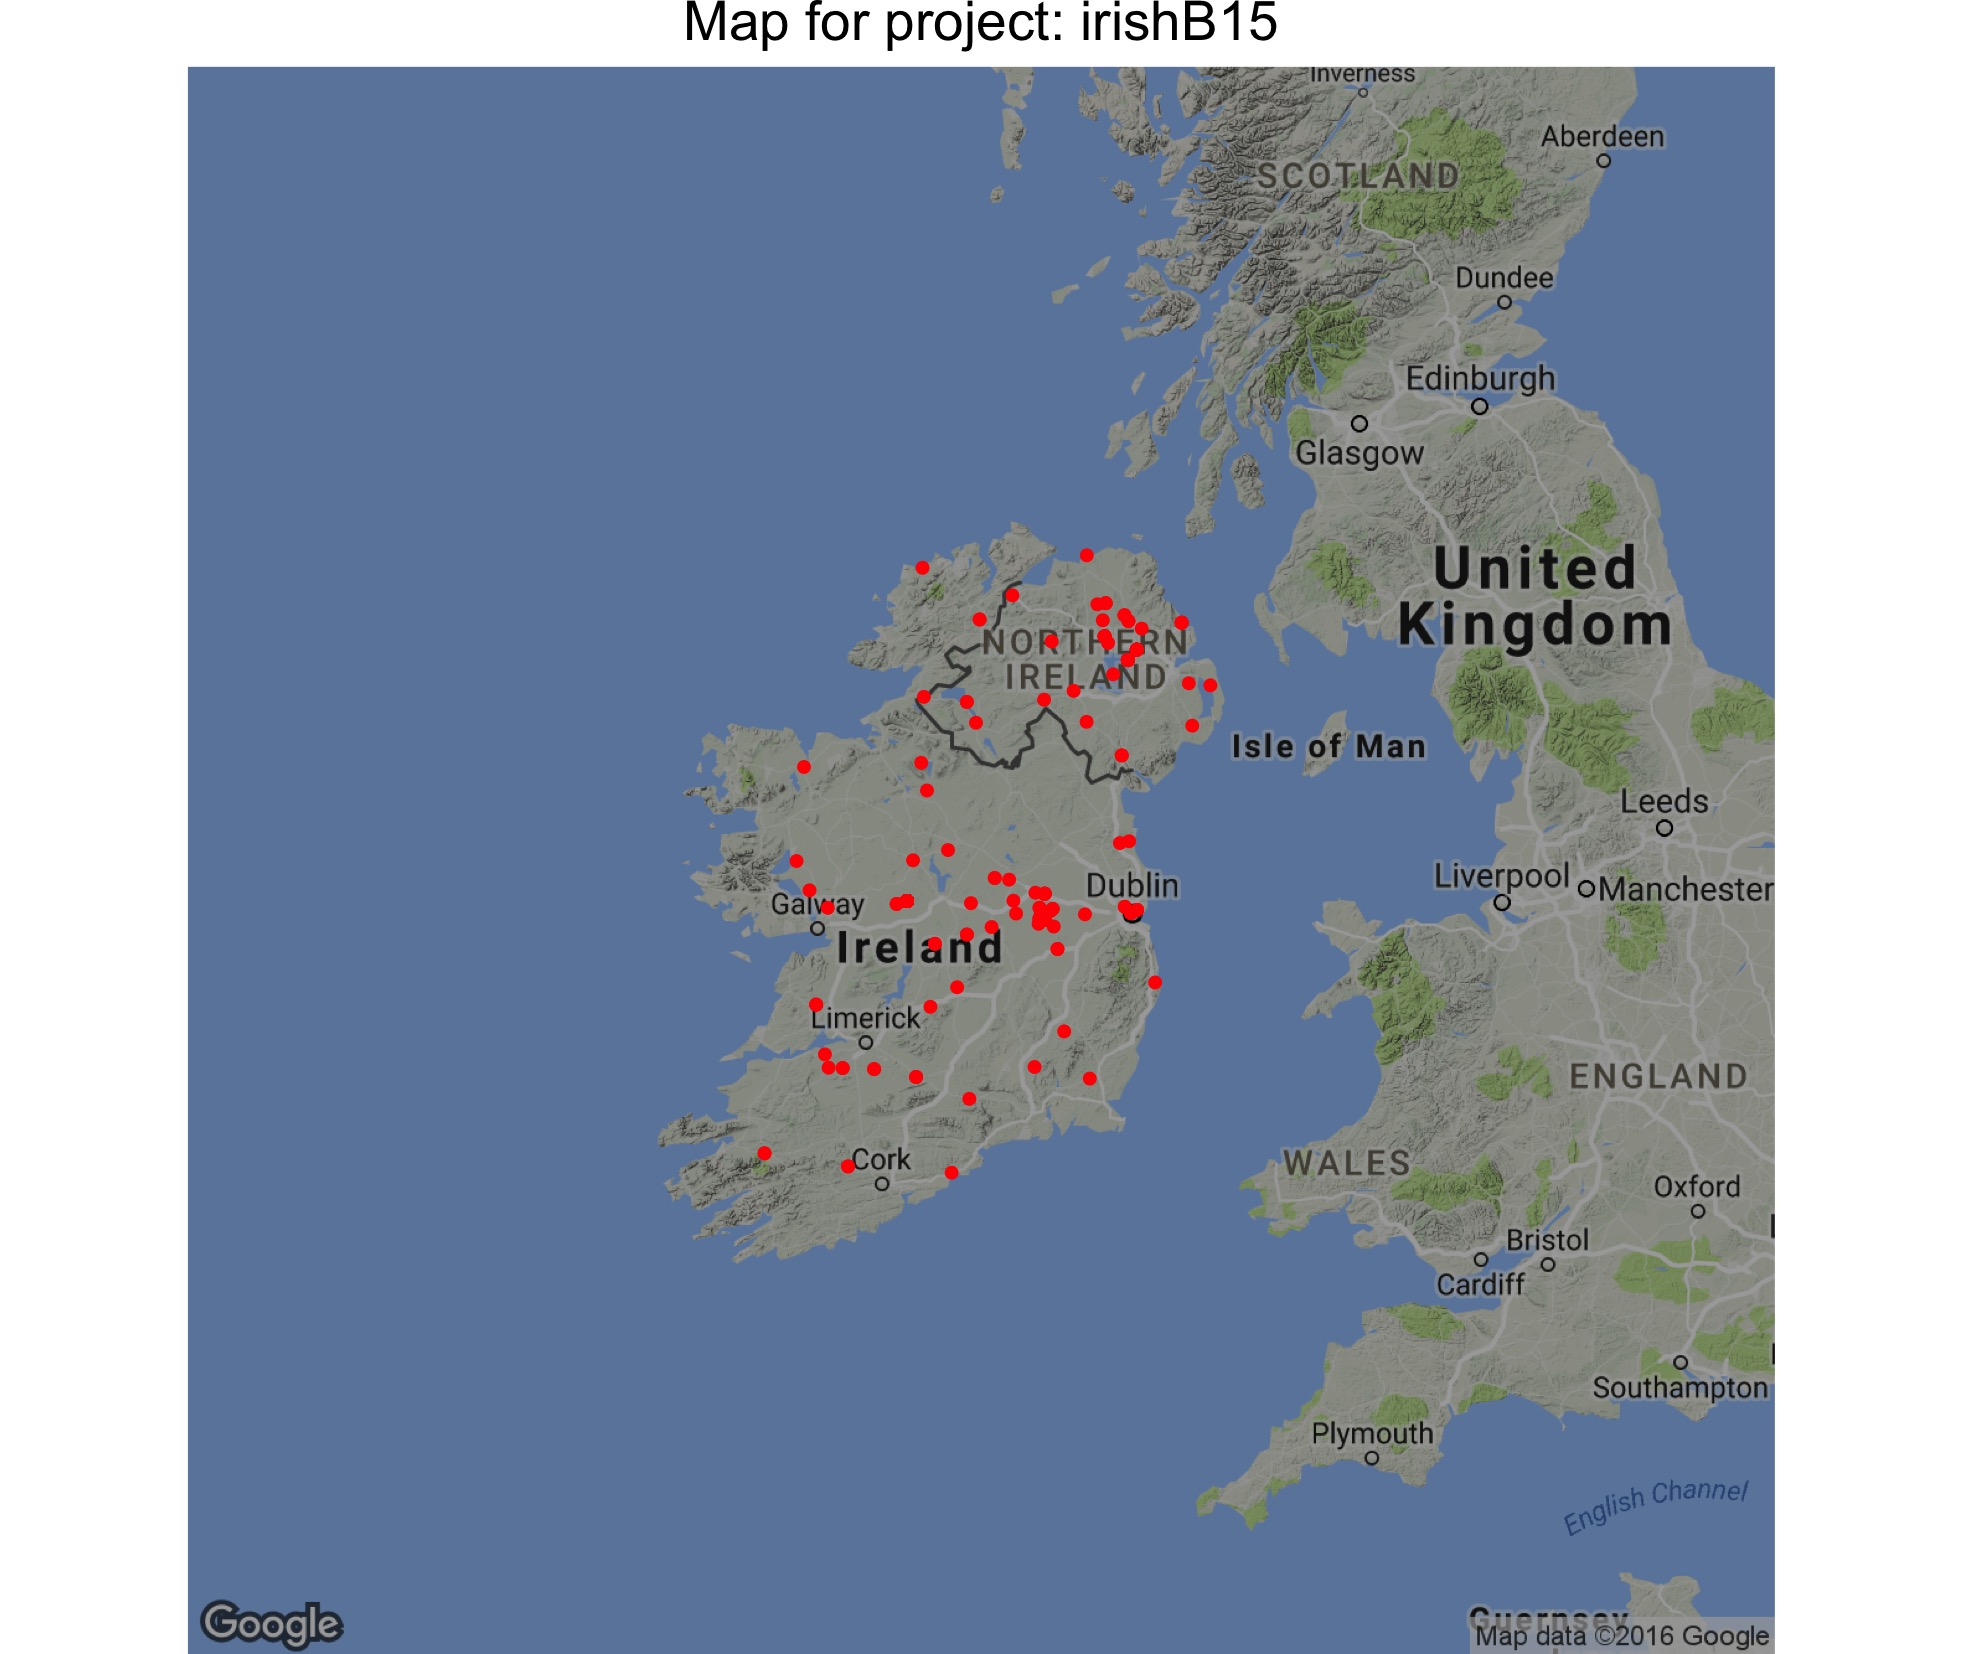 Map for project: irishB15
Inverness
Aberdeen
SCOTLAND
Dundee
Edinburgh
Glasgow
United
Kingdom
NORTHERN
IRELAND
Isle of Man
Leeds
Liverpool
Manchester
Dublin
Galway
Ireland
Limerick
ENGLAND
Cork
WALES
Oxford
Bristol
Cardiff
Southampton
Plymouth
English Channel
Guernsey
Google
Map data ©2016 Google